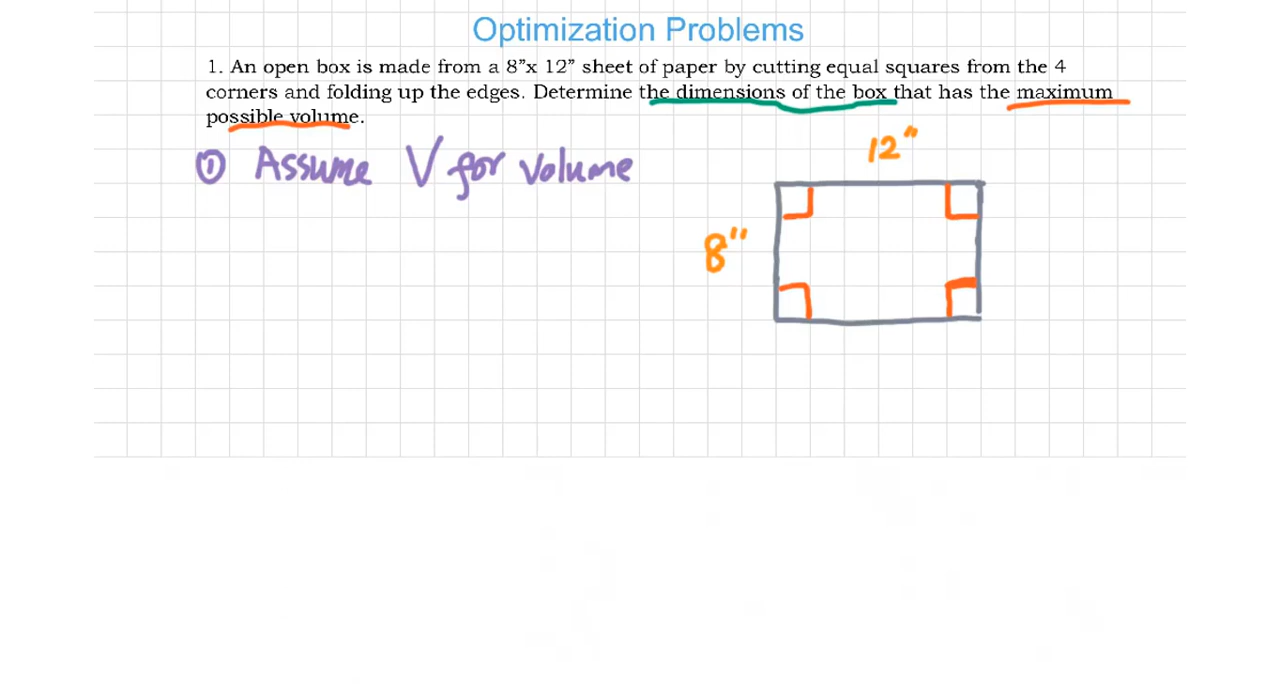 Optimization Problems
1. An open box is made from a 8”x 12” sheet of paper by cutting equal squares from the 4
corners and folding up the edges. Determine the dimensions of the box that has the maximum
possible volume.
12"
① Assume V for Volume
8"